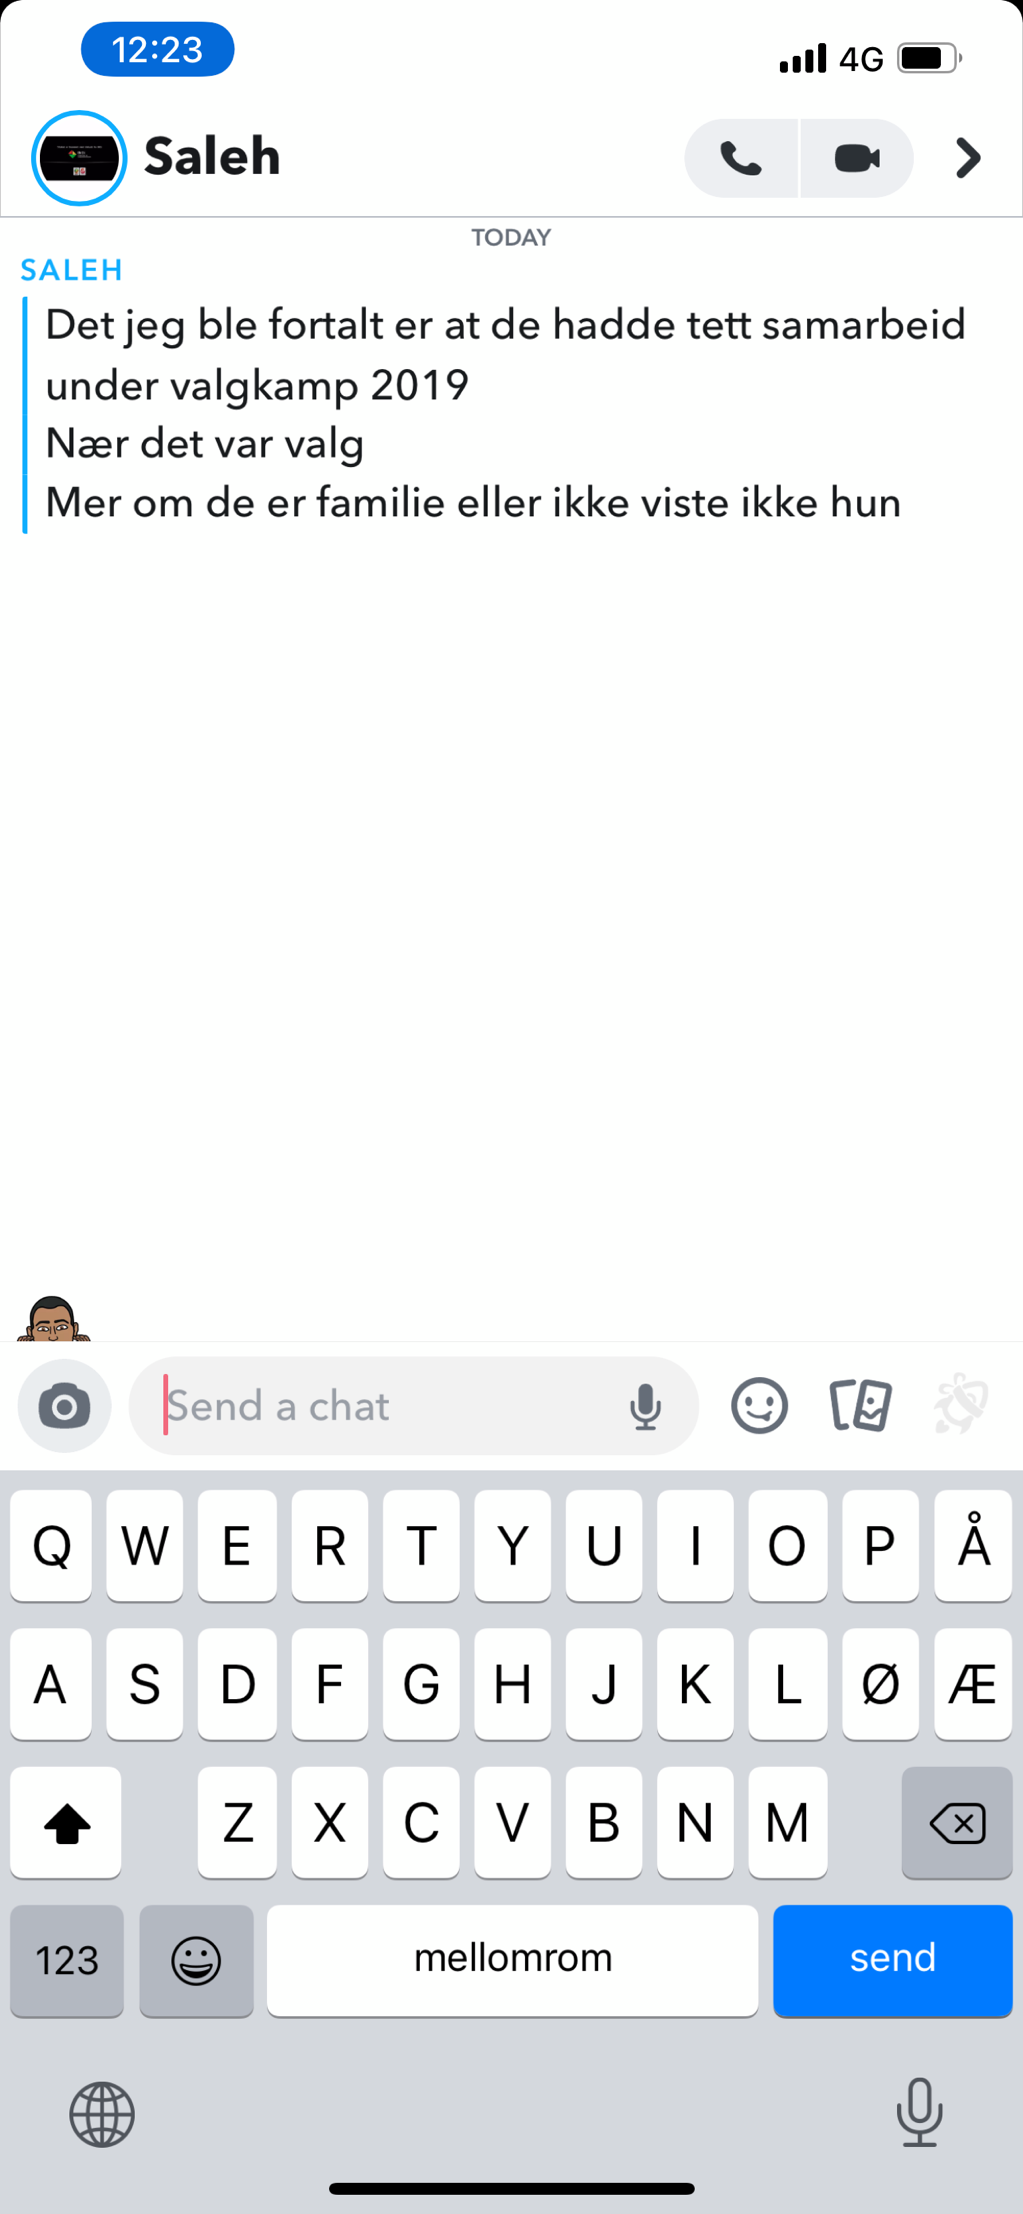 12:23
4G
Saleh
TODAY
SALEH
Det jeg ble fortalt er at de hadde tett samarbeid
under valgkamp 2019
Nær det var valg
Mer om de er familie eller ikke viste ikke hun
Send a chat
Q W E R T Y U I O P Å
A S D F G H J K L Ø Æ
Z X C V B N M
123 mellomrom send